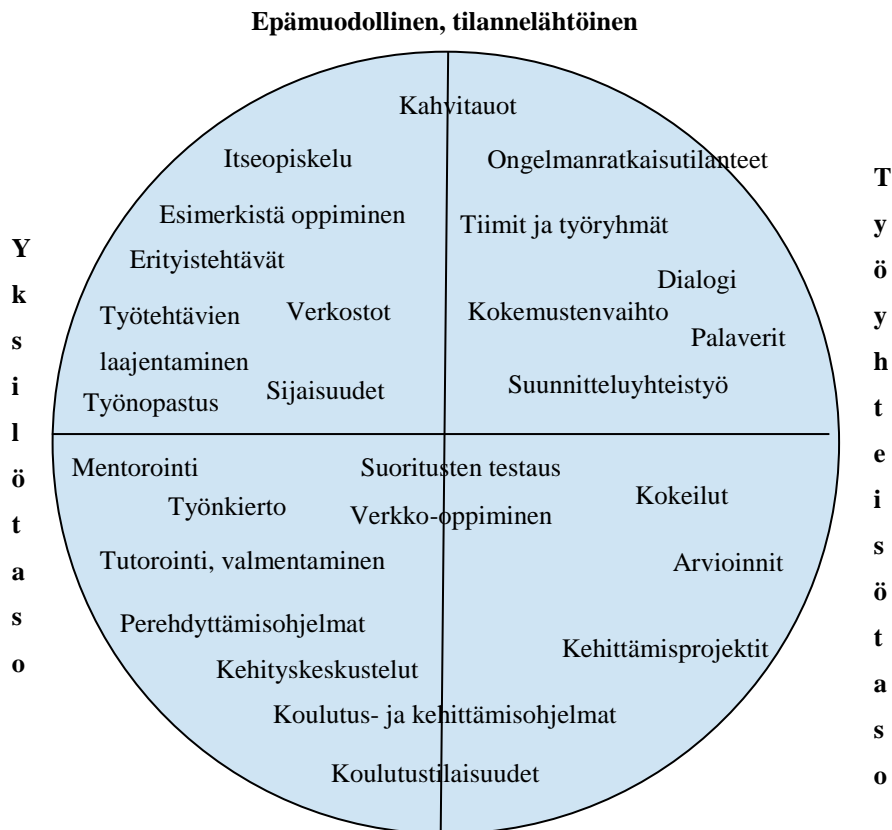 Epämuodollinen, tilannelähtöinen
Kahvitauot
Itseopiskelu
Ongelmanratkaisutilanteet
Esimerkistä oppiminen
Tiimit ja työryhmät
Erityistehtävät
Dialogi
Työtehtävien
laajentaminen
Verkostot
Kokemustenvaihto
Palaverit
Työnopastus
Sijaisuudet
Suunnitteluyhteistyö
Mentorointi
Suoritusten testaus
Kokeilut
Työnkierto
Verkko-oppiminen
Tutorointi, valmentaminen
Arvioinnit
Perehdyttämisohjelmat
Kehittämisprojektit
Kehityskeskustelut
Koulutus- ja kehittämisohjelmat
Koulutustilaisuudet
Yksilötaso
Työyhteisötaso